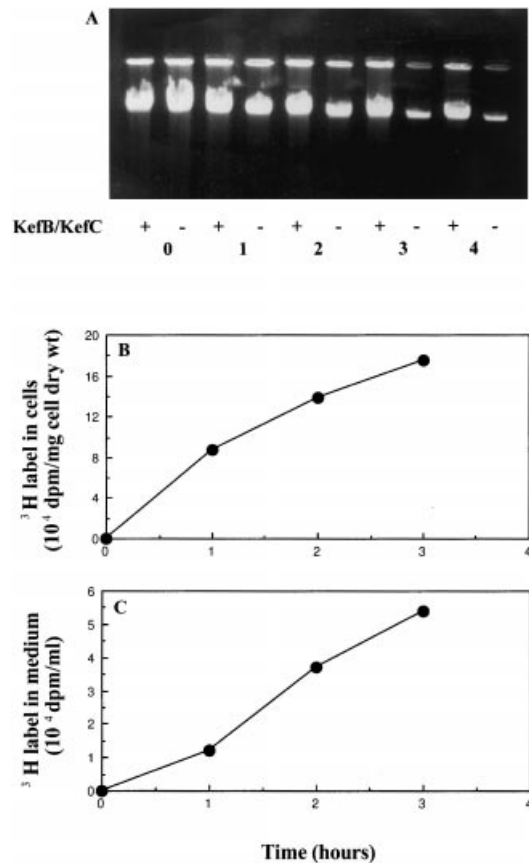 A
KefB/KefC + - + - + - + - + -
0 1 2 3 4
B
³H label in cells
(10⁴ dpm/mg cell dry wt)
20
16
12
8
4
0
0 1 2 3 4
C
³H label in medium
(10⁴ dpm/ml)
6
5
4
3
2
1
0
0 1 2 3 4
Time (hours)